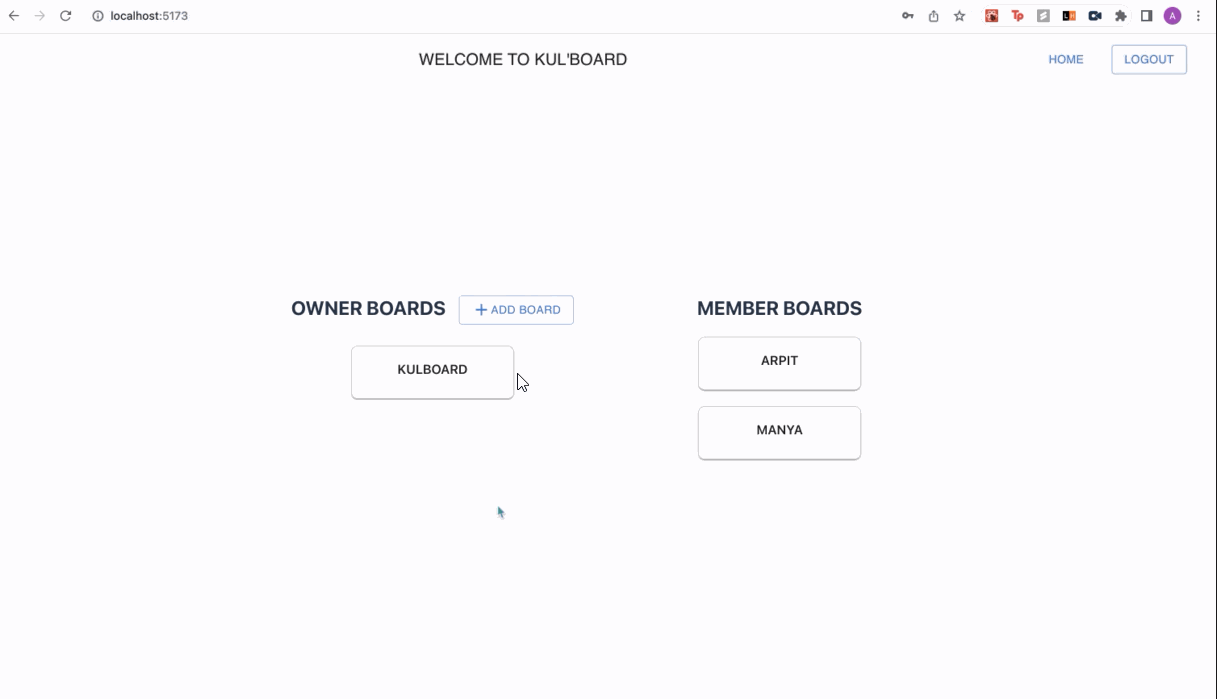 localhost:5173
A
WELCOME TO KUL'BOARD
HOME
LOGOUT
OWNER BOARDS
+ ADD BOARD
KULBOARD
MEMBER BOARDS
ARPIT
MANYA